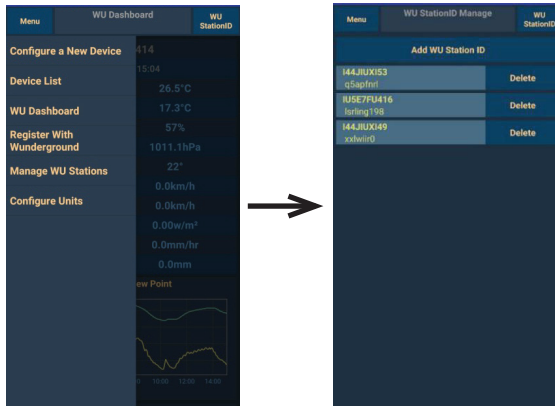 Menu
WU Dashboard
WU
StationID
Configure a New Device
414
15:04
Device List
26.5°C
WU Dashboard
17.3°C
57%
Register With
Wunderground
1011.1hPa
Manage WU Stations
22°
0.0km/h
Configure Units
0.0km/h
0.00w/m²
0.0mm/hr
0.0mm
ew Point
10:00 12:00 14:00
Menu
WU StationID Manage
WU
StationID
Add WU Station ID
I44JIUXI53
q5apfnrl
Delete
IU5E7FU416
lsrling198
Delete
I44JIUXI49
xxlwiir0
Delete